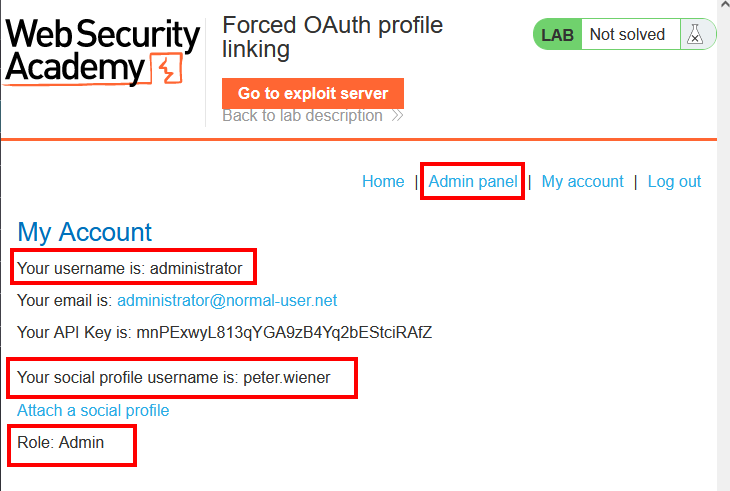 Web Security
Academy
Forced OAuth profile
linking
LAB Not solved
Go to exploit server
Back to lab description
Home | Admin panel | My account | Log out
My Account
Your username is: administrator
Your email is: administrator@normal-user.net
Your API Key is: mnPExwyL813qYGA9zB4Yq2bEStciRAfZ
Your social profile username is: peter.wiener
Attach a social profile
Role: Admin